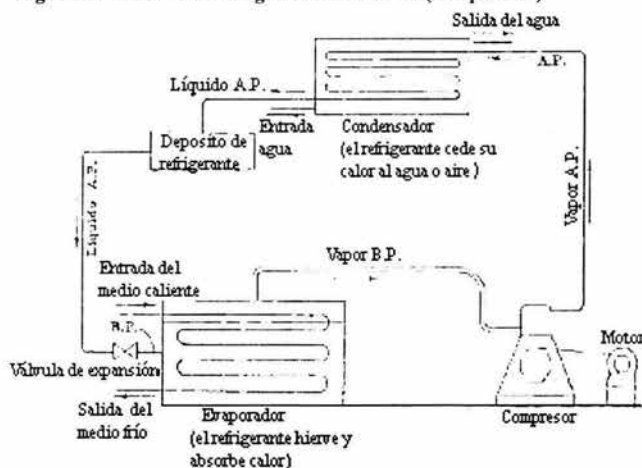 Salida del agua
A.P.
Líquido A.P.
Entrada
agua
Condensador
(el refrigerante cede su
calor al agua o aire)
Deposito de
refrigerante
Líquido A.P.
Vapor A.P.
Vapor B.P.
Entrada del
medio caliente
B.P.
Válvula de expansión
Motor
Salida del
medio frío
Evaporador
(el refrigerante hierve y
absorbe calor)
Compresor